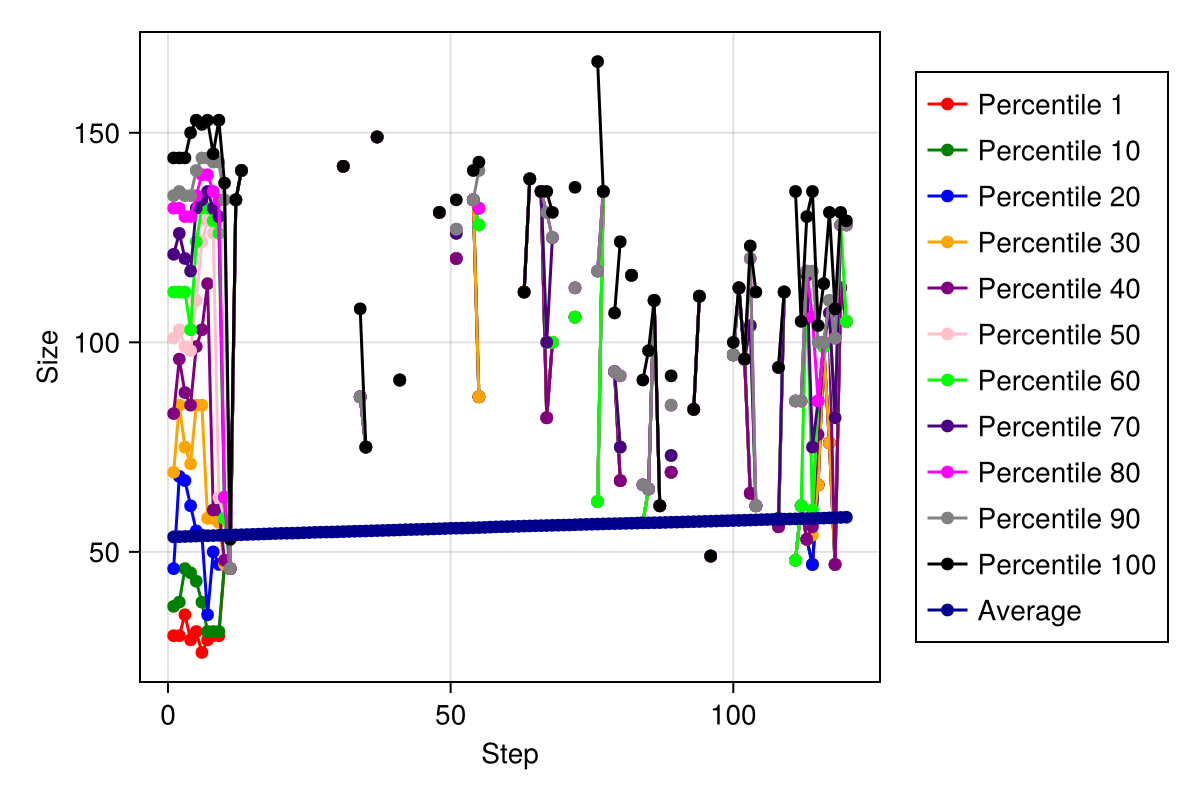 150
100
50
0
50
100
Size
Step
Percentile 1
Percentile 10
Percentile 20
Percentile 30
Percentile 40
Percentile 50
Percentile 60
Percentile 70
Percentile 80
Percentile 90
Percentile 100
Average